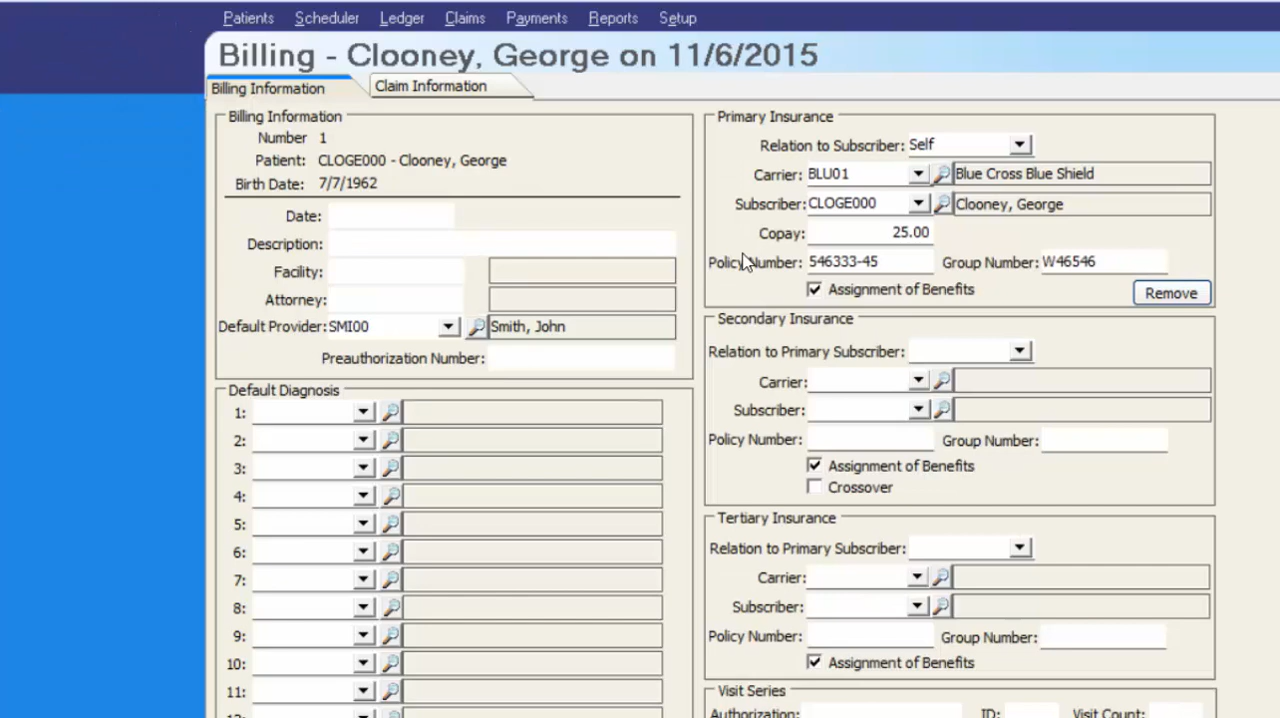 Patients Scheduler Ledger Claims Payments Reports Setup
Billing - Clooney, George on 11/6/2015
Billing Information Claim Information
Billing Information
Number 1
Patient: CLOGE000 - Clooney, George
Birth Date: 7/7/1962
Date:
Description:
Facility:
Attorney:
Default Provider: SMI00 Smith, John
Preauthorization Number:
Default Diagnosis
1:
2:
3:
4:
5:
6:
7:
8:
9:
10:
11:
Primary Insurance
Relation to Subscriber: Self
Carrier: BLU01 Blue Cross Blue Shield
Subscriber: CLOGE000 Clooney, George
Copay: 25.00
Policy Number: 546333-45 Group Number: W46546
Assignment of Benefits
Remove
Secondary Insurance
Relation to Primary Subscriber:
Carrier:
Subscriber:
Policy Number: Group Number:
Assignment of Benefits
Crossover
Tertiary Insurance
Relation to Primary Subscriber:
Carrier:
Subscriber:
Policy Number: Group Number:
Assignment of Benefits
Visit Series
Authorization: ID: Visit Count: